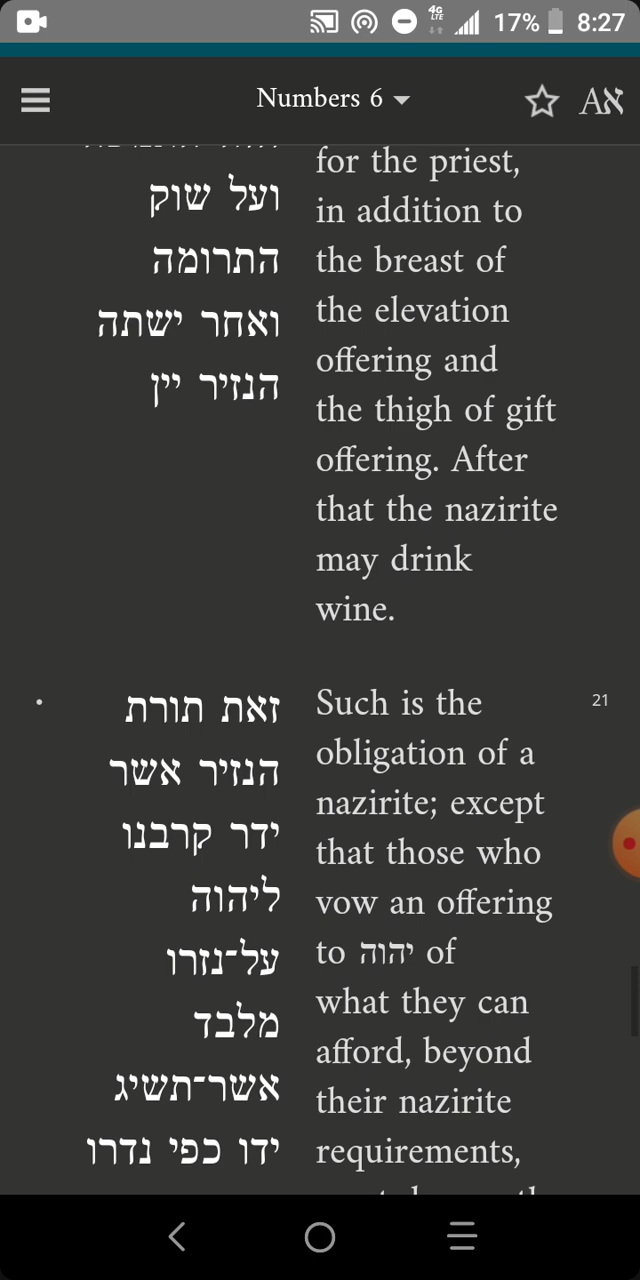 4G
LTE
17%
8:27
Numbers 6
Aא
ועל שוק
התרומה
ואחר ישתה
הנזיר יין
for the priest,
in addition to
the breast of
the elevation
offering and
the thigh of gift
offering. After
that the nazirite
may drink
wine.
זאת תורת
הנזיר אשר
ידר קרבנו
ליהוה
על־נזרו
מלבד
אשר־תשיג
ידו כפי נדרו
Such is the
obligation of a
nazirite; except
that those who
vow an offering
to יהוה of
what they can
afford, beyond
their nazirite
requirements,
21